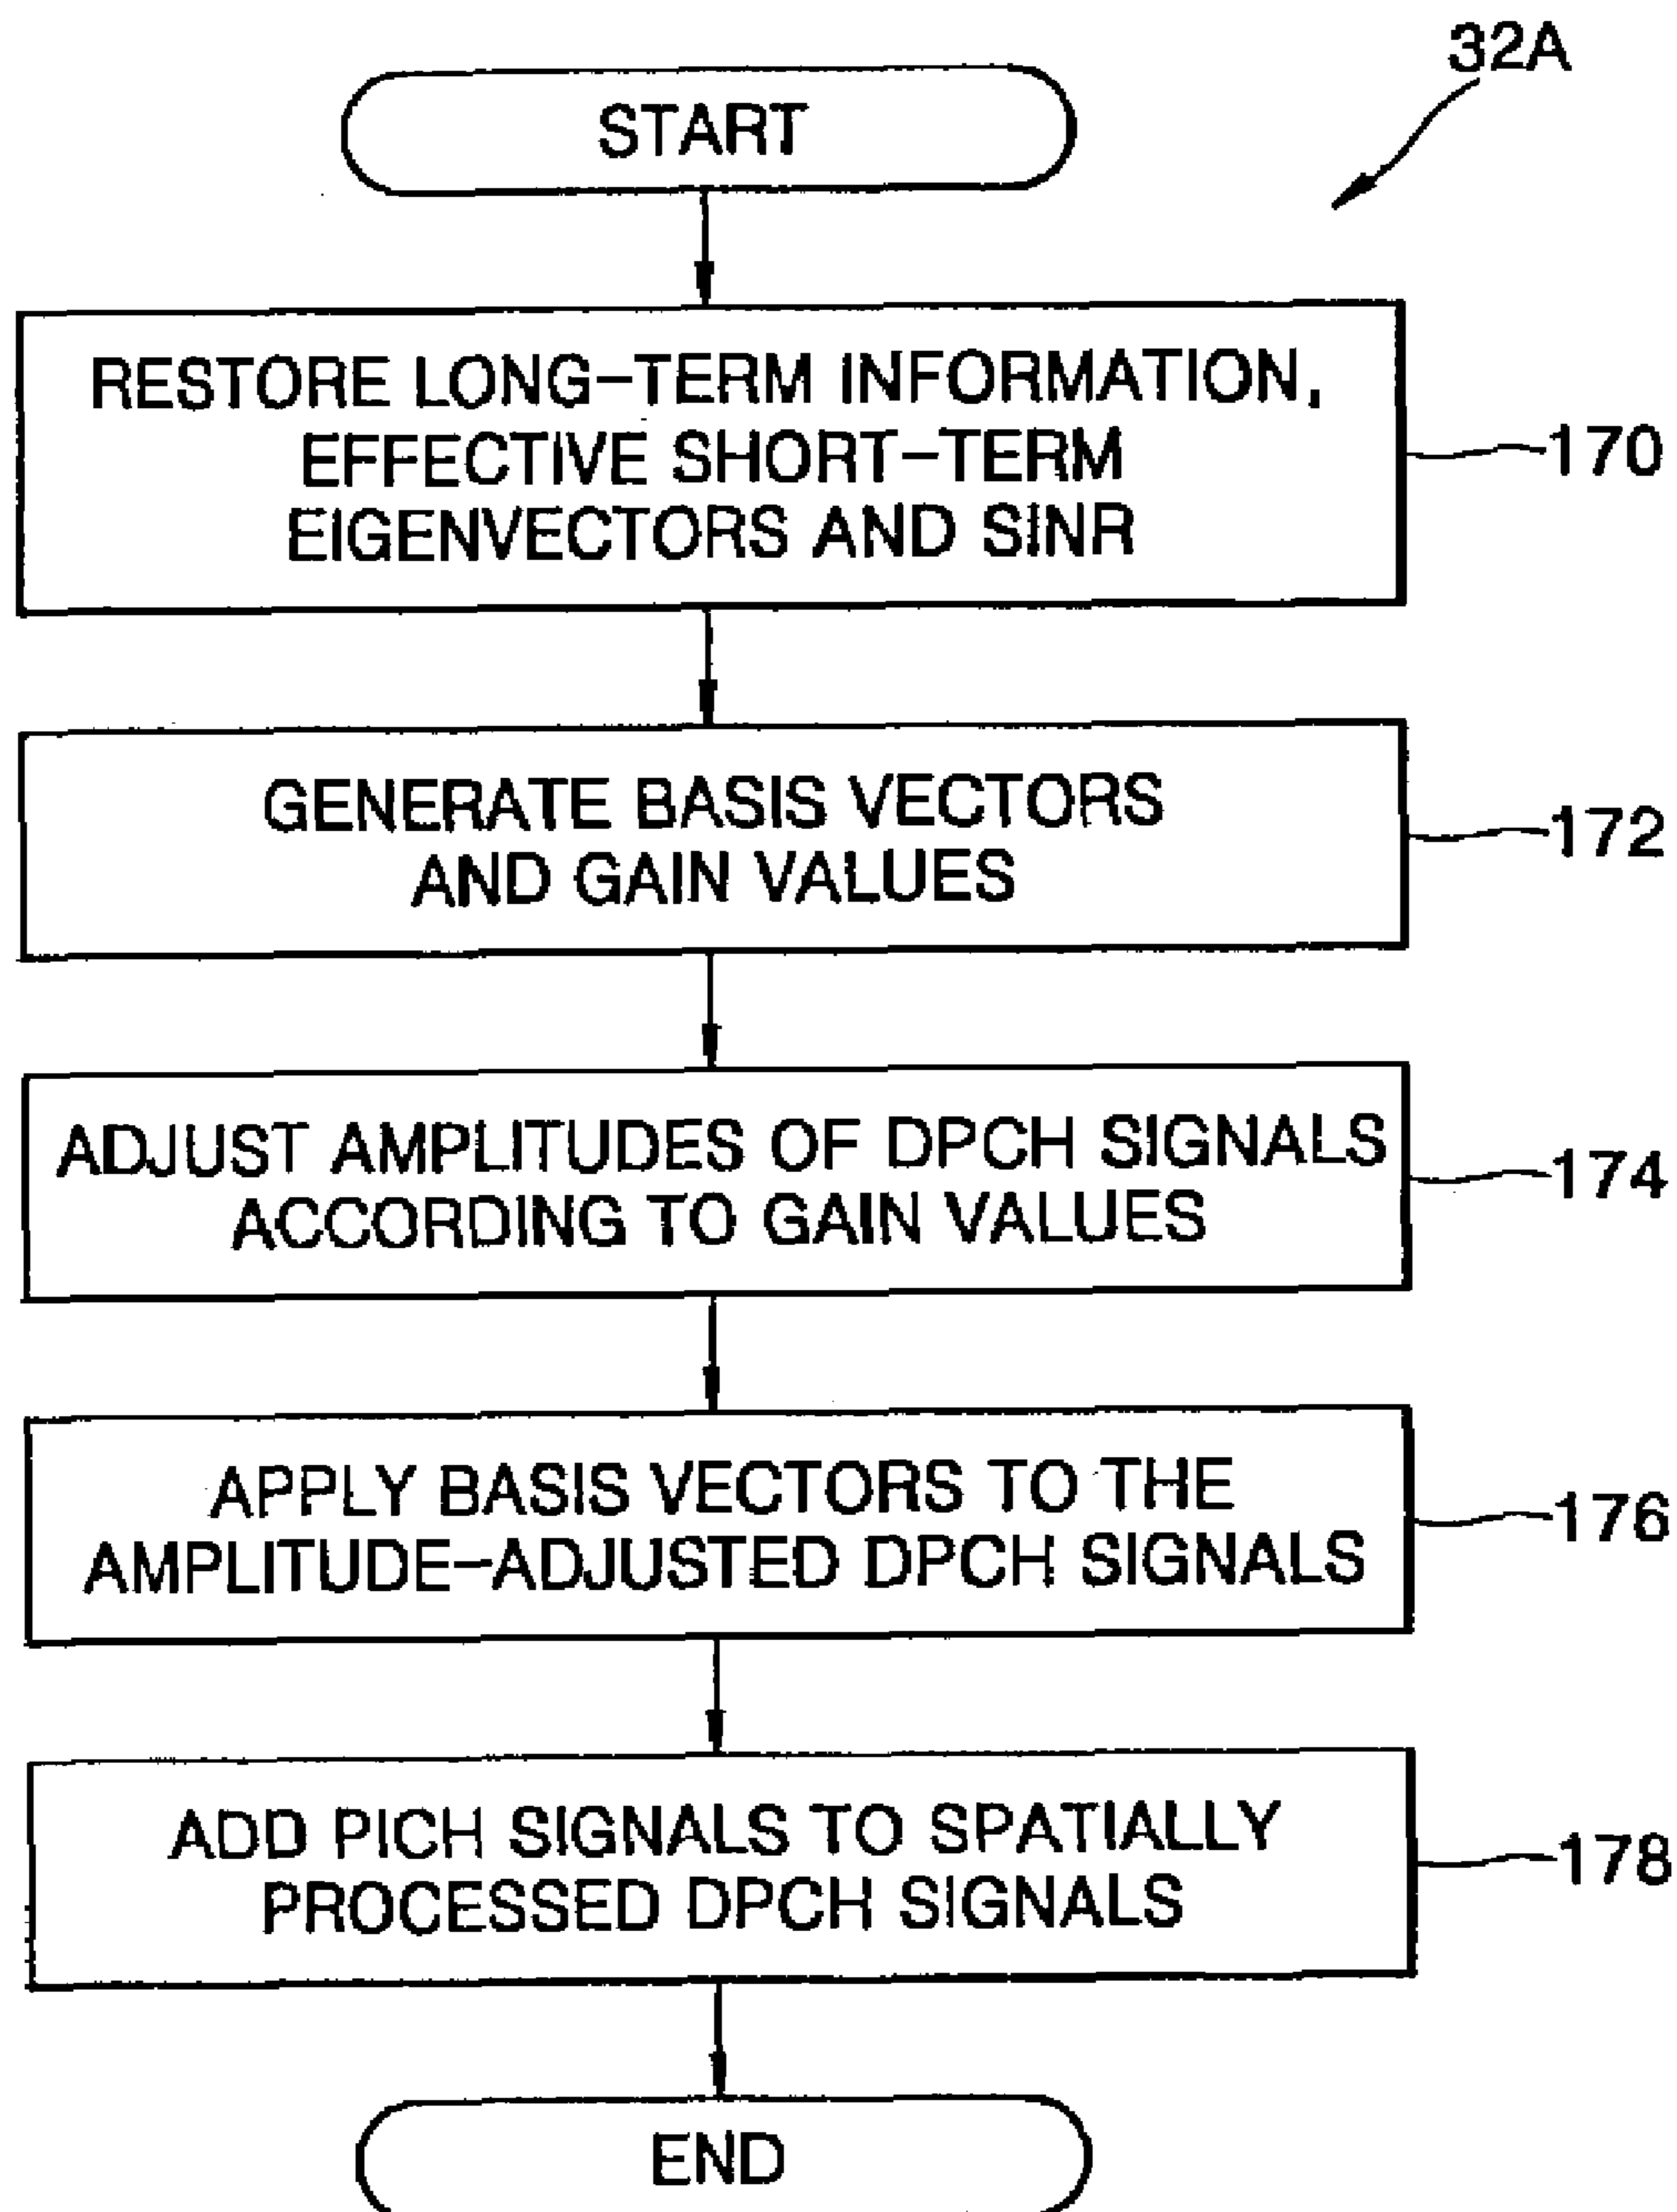 32A
START
RESTORE LONG-TERM INFORMATION,
EFFECTIVE SHORT-TERM
EIGENVECTORS AND SINR
170
GENERATE BASIS VECTORS
AND GAIN VALUES
172
ADJUST AMPLITUDES OF DPCH SIGNALS
ACCORDING TO GAIN VALUES
174
APPLY BASIS VECTORS TO THE
AMPLITUDE-ADJUSTED DPCH SIGNALS
176
ADD PICH SIGNALS TO SPATIALLY
PROCESSED DPCH SIGNALS
178
END